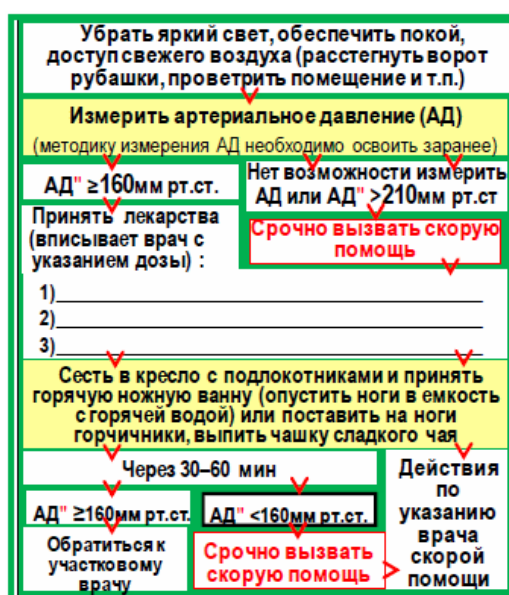 Убрать яркий свет, обеспечить покой,
доступ свежего воздуха (расстегнуть ворот
рубашки, проветрить помещение и т.п.)
Измерить артериальное давление (АД)
(методику измерения АД необходимо освоить заранее)
АД" ≥160мм рт.ст.
Нет возможности измерить
АД или АД" >210мм рт.ст
Срочно вызвать скорую
помощь
Принять лекарства
(вписывает врач с
указанием дозы) :
1)
2)
3)
Сесть в кресло с подлокотниками и принять
горячую ножную ванну (опустить ноги в емкость
с горячей водой) или поставить на ноги
горчичники, выпить чашку сладкого чая
Через 30–60 мин
АД" ≥160мм рт.ст.
АД" <160мм рт.ст.
Обратиться к
участковому
врачу
Срочно вызвать
скорую помощь
Действия
по
указанию
врача
скорой
помощи